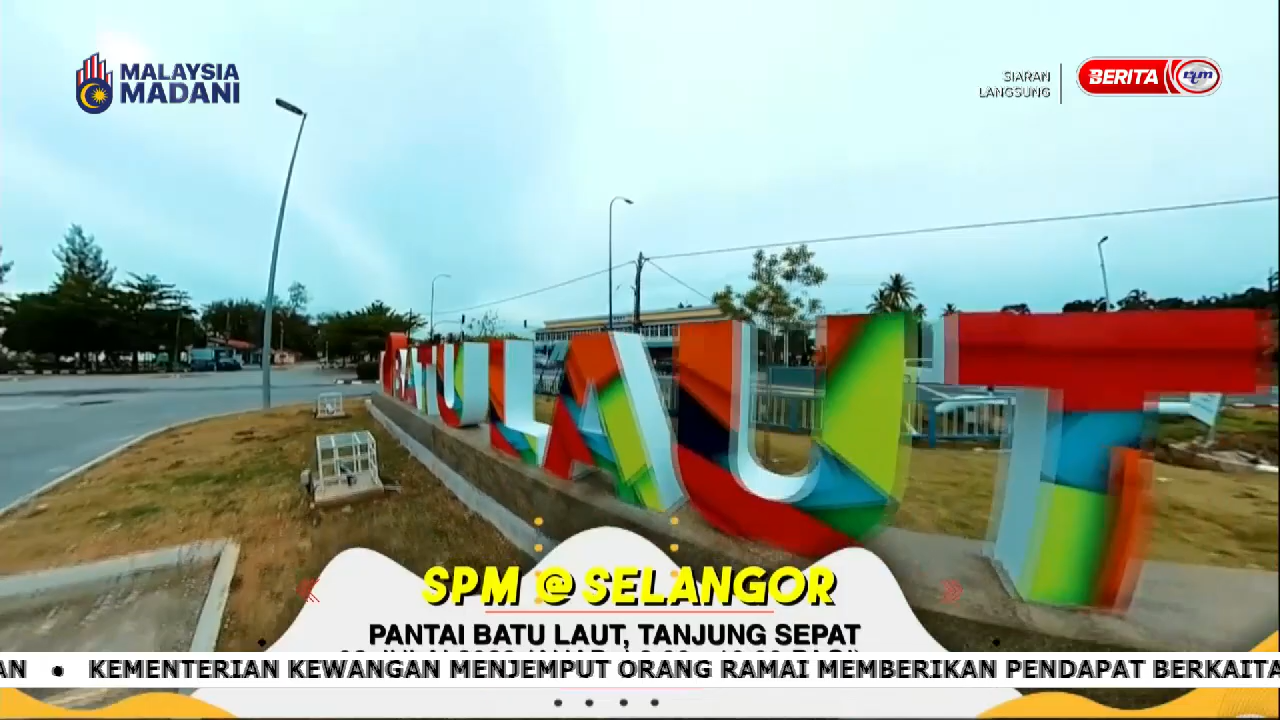 MALAYSIA
MADANI
SIARAN
LANGSUNG
BERITA rtm
BATU LAUT
SPM @ SELANGOR
PANTAI BATU LAUT, TANJUNG SEPAT
AN • KEMENTERIAN KEWANGAN MENJEMPUT ORANG RAMAI MEMBERIKAN PENDAPAT BERKAITA